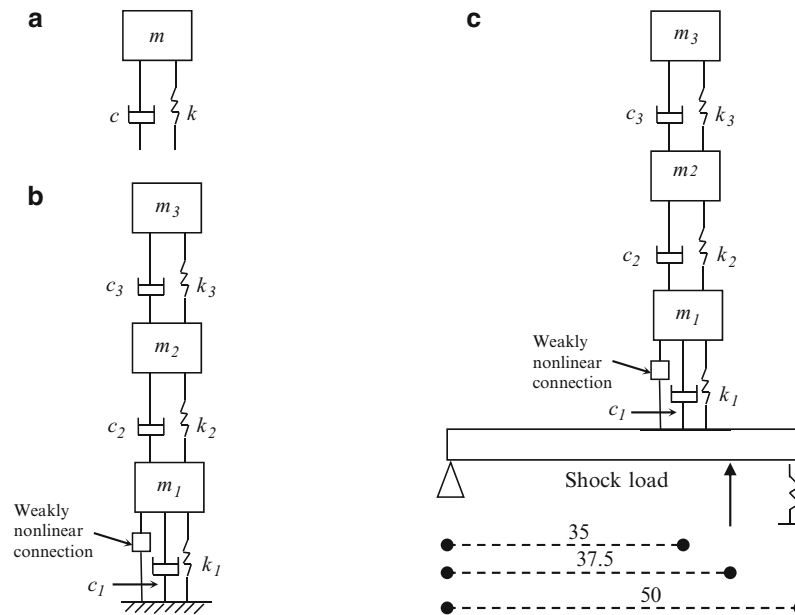 a
m
c
k
b
m3
c3
k3
m2
c2
k2
m1
Weakly
nonlinear
connection
c1
k1
c
m3
c3
k3
m2
c2
k2
m1
Weakly
nonlinear
connection
c1
k1
Shock load
35
37.5
50